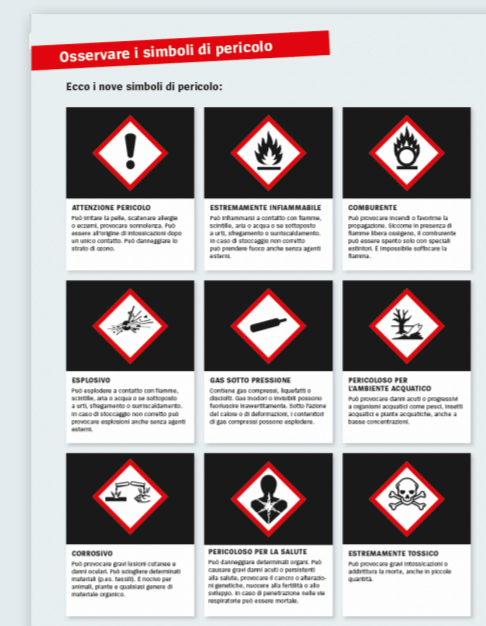 Osservare i simboli di pericolo
Ecco i nove simboli di pericolo:
ATTENZIONE PERICOLO
Può irritare la pelle, scatenare allergie
o eczemi, provocare sonnolenza. Può
essere all'origine di intossicazioni dopo
un unico contatto. Può danneggiare lo
strato di ozono.
ESTREMAMENTE INFIAMMABILE
Può infiammarsi a contatto con fiamme,
scintille, aria o acqua o se sottoposto
a urti, sfregamento o surriscaldamento.
In caso di stoccaggio non corretto
può prendere fuoco anche senza agenti
esterni.
COMBURENTE
Può provocare incendi o favorirne la
propagazione. Siccome in presenza di
fiamme libera ossigeno, il comburente
può essere spento solo con speciali
estintori. È impossibile soffocare la
fiamma.
ESPLOSIVO
Può esplodere a contatto con fiamme,
scintille, aria o acqua o se sottoposto
a urti, sfregamento o surriscaldamento.
In caso di stoccaggio non corretto può
provocare esplosioni anche senza agenti
esterni.
GAS SOTTO PRESSIONE
Contiene gas compressi, liquefatti o
disciolti. Gas inodori o invisibili possono
fuoriuscire inavvertitamente. Sotto l'azione
del calore o di deformazioni, i contenitori
di gas compressi possono esplodere.
PERICOLOSO PER
L'AMBIENTE ACQUATICO
Può provocare danni acuti o progressivi
a organismi acquatici come pesci, insetti
acquatici e piante acquatiche, anche a
basse concentrazioni.
CORROSIVO
Può provocare gravi lesioni cutanee e
danni oculari. Può sciogliere determinati
materiali (p.es. tessili). È nocivo per
animali, piante e qualsiasi genere di
materiale organico.
PERICOLOSO PER LA SALUTE
Può danneggiare determinati organi. Può
causare gravi danni acuti o persistenti
alla salute, provocare il cancro o alterazio-
ni genetiche, nuocere alla fertilità o allo
sviluppo. In caso di penetrazione nelle vie
respiratorie può essere mortale.
ESTREMAMENTE TOSSICO
Può provocare gravi intossicazioni o
addirittura la morte, anche in piccole
quantità.